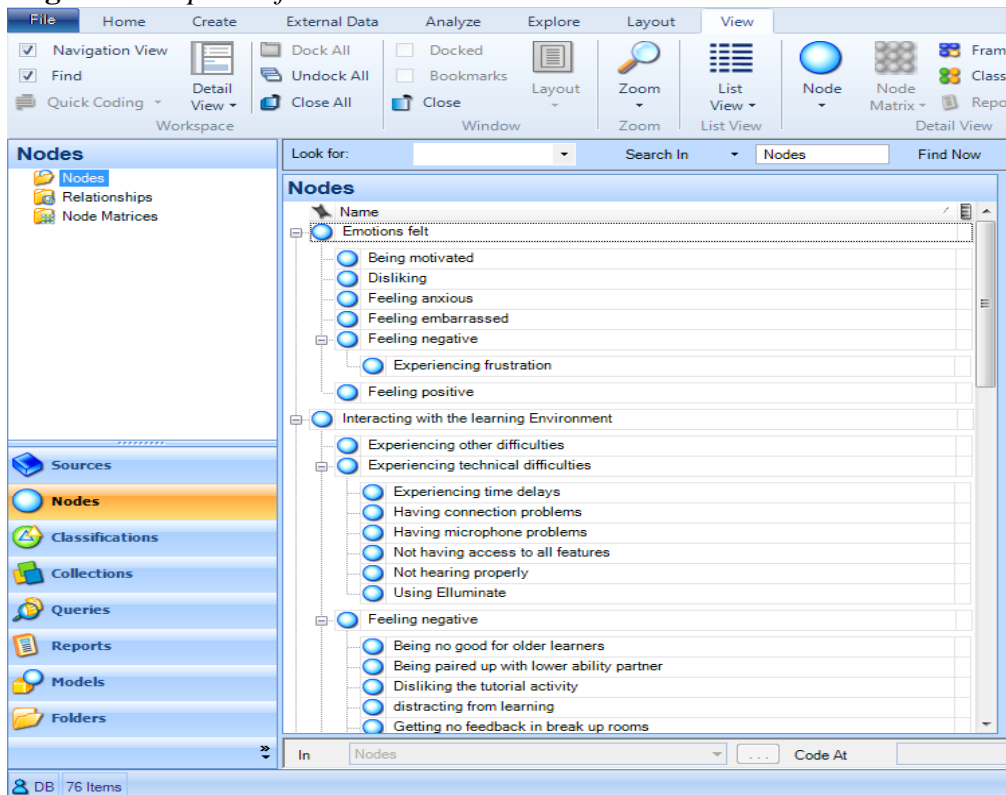 File Home Create External Data Analyze Explore Layout View
Navigation View Dock All Docked Fram
Find Undock All Bookmarks Class
Quick Coding Detail View Close All Close Layout Zoom List View Node Node Matrix Repo
Workspace Window Zoom List View Detail View
Nodes Look for: Search In Nodes Find Now
Nodes
Relationships
Node Matrices
Sources
Nodes
Classifications
Collections
Queries
Reports
Models
Folders
Nodes
Name
Emotions felt
Being motivated
Disliking
Feeling anxious
Feeling embarrassed
Feeling negative
Experiencing frustration
Feeling positive
Interacting with the learning Environment
Experiencing other difficulties
Experiencing technical difficulties
Experiencing time delays
Having connection problems
Having microphone problems
Not having access to all features
Not hearing properly
Using Elluminate
Feeling negative
Being no good for older learners
Being paired up with lower ability partner
Disliking the tutorial activity
distracting from learning
Getting no feedback in break up rooms
In Nodes ... Code At
DB 76 Items